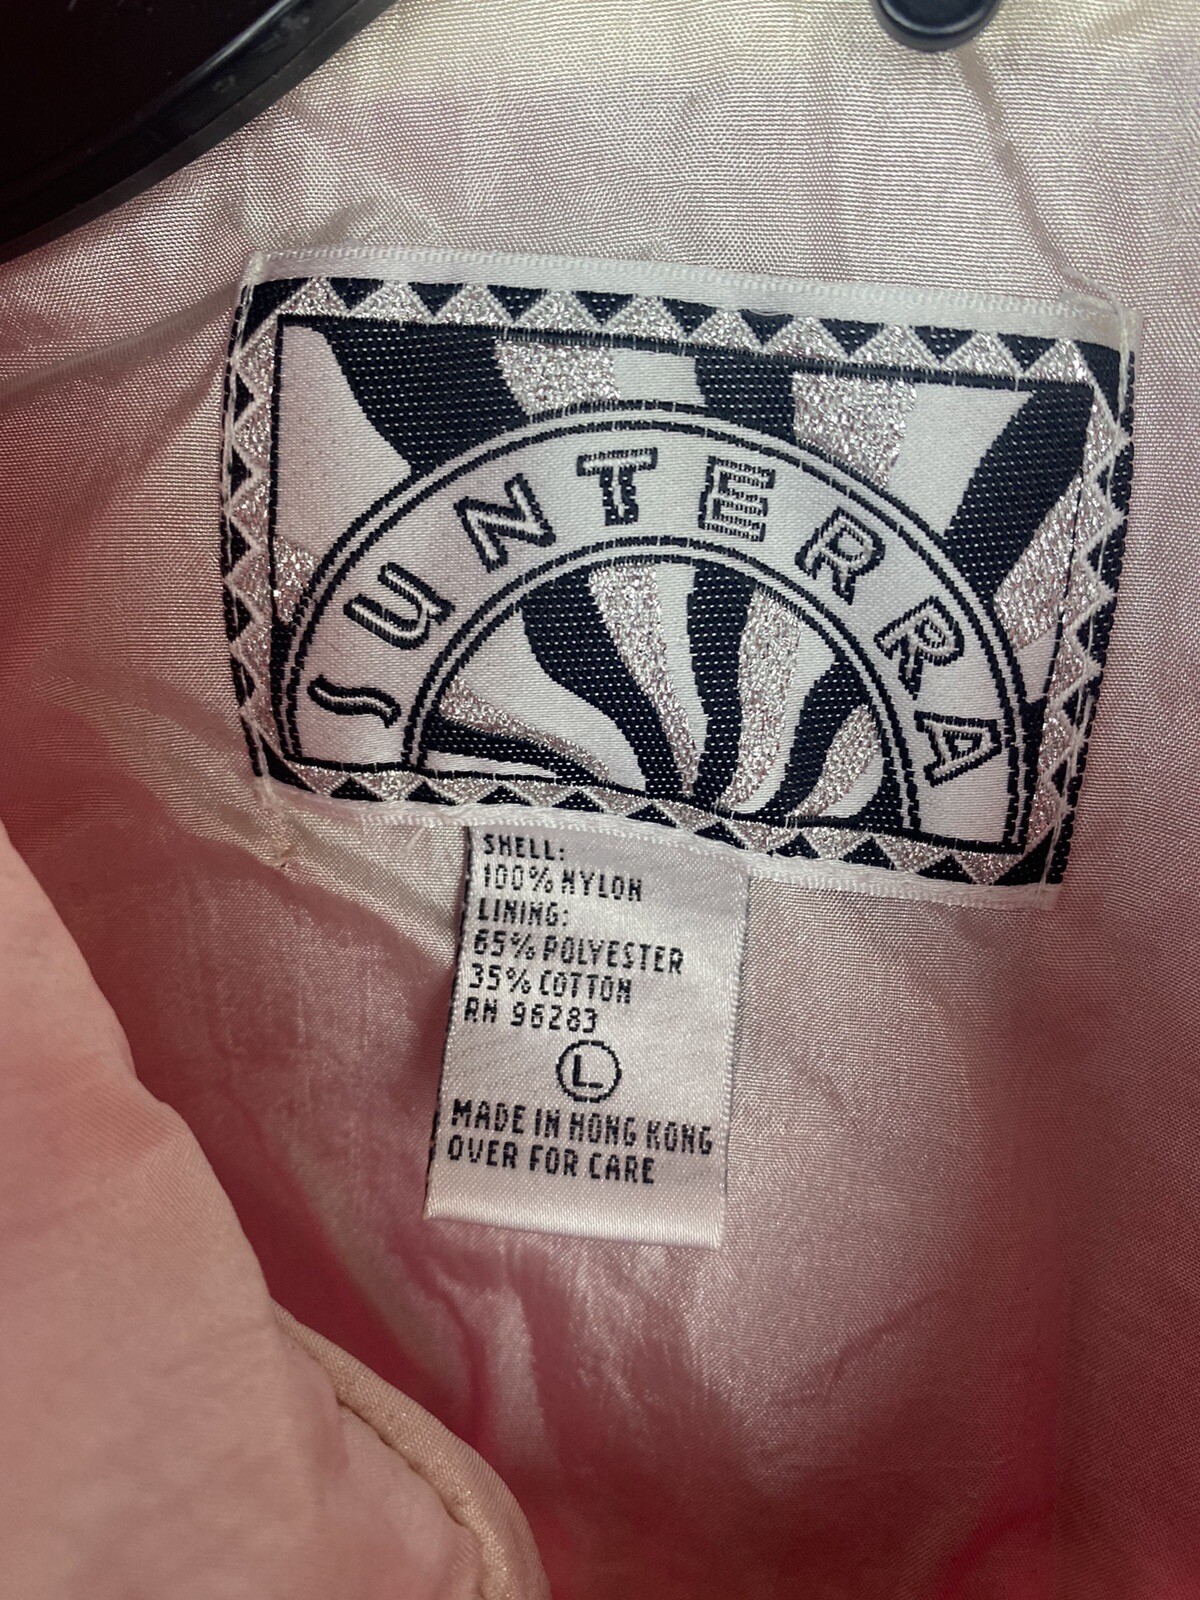 SUNTERRA
SHELL:
100% NYLON
LINING:
65% POLYESTER
35% COTTON
RN 96283
L
MADE IN HONG KONG
OVER FOR CARE